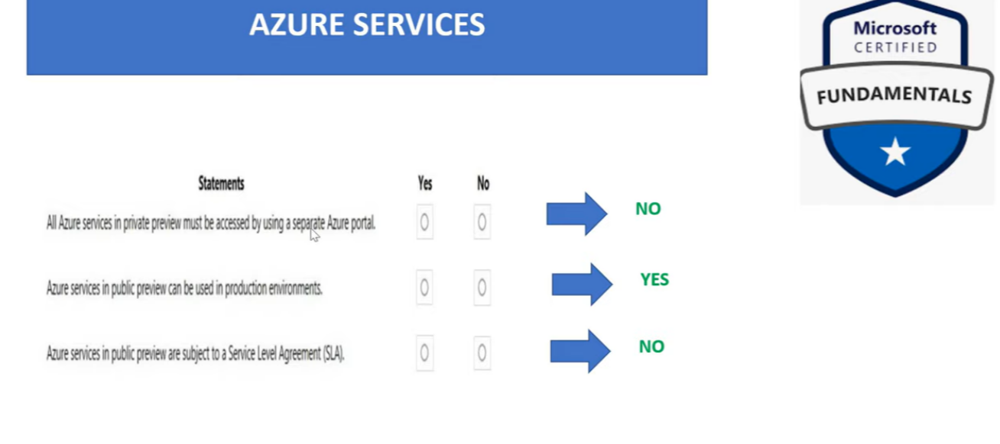 AZURE SERVICES
Microsoft
CERTIFIED
FUNDAMENTALS
Statements Yes No
All Azure services in private preview must be accessed by using a separate Azure portal. NO
Azure services in public preview can be used in production environments. YES
Azure services in public preview are subject to a Service Level Agreement (SLA). NO